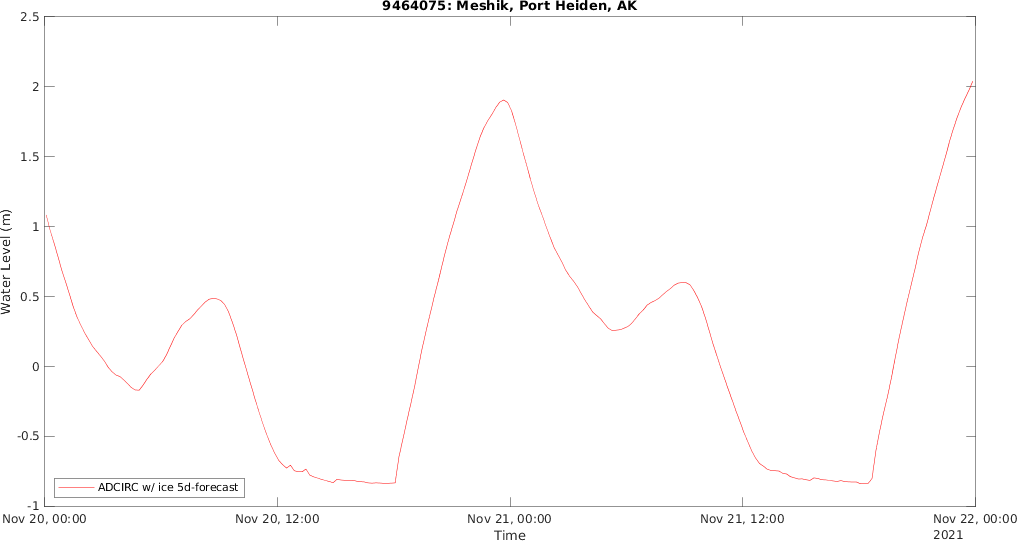 9464075: Meshik, Port Heiden, AK
Water Level (m)
2.5
2
1.5
1
0.5
0
-0.5
-1
ADCIRC w/ ice 5d-forecast
Nov 20, 00:00
Nov 20, 12:00
Nov 21, 00:00
Nov 21, 12:00
Nov 22, 00:00
Time
2021